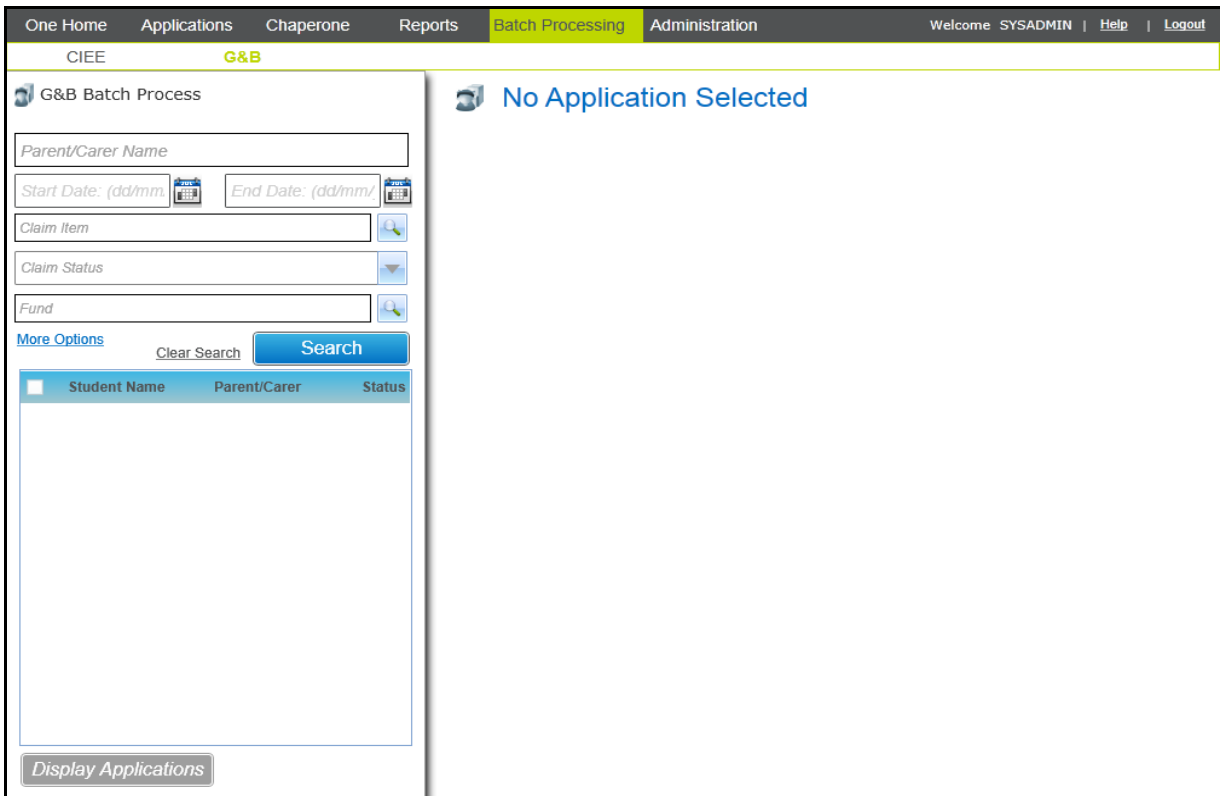 One Home Applications Chaperone Reports Batch Processing Administration Welcome SYSADMIN | Help | Logout
CIEE G&B
G&B Batch Process
No Application Selected
Parent/Carer Name
Start Date: (dd/mm. End Date: (dd/mm/
Claim Item
Claim Status
Fund
More Options Clear Search Search
Student Name Parent/Carer Status
Display Applications